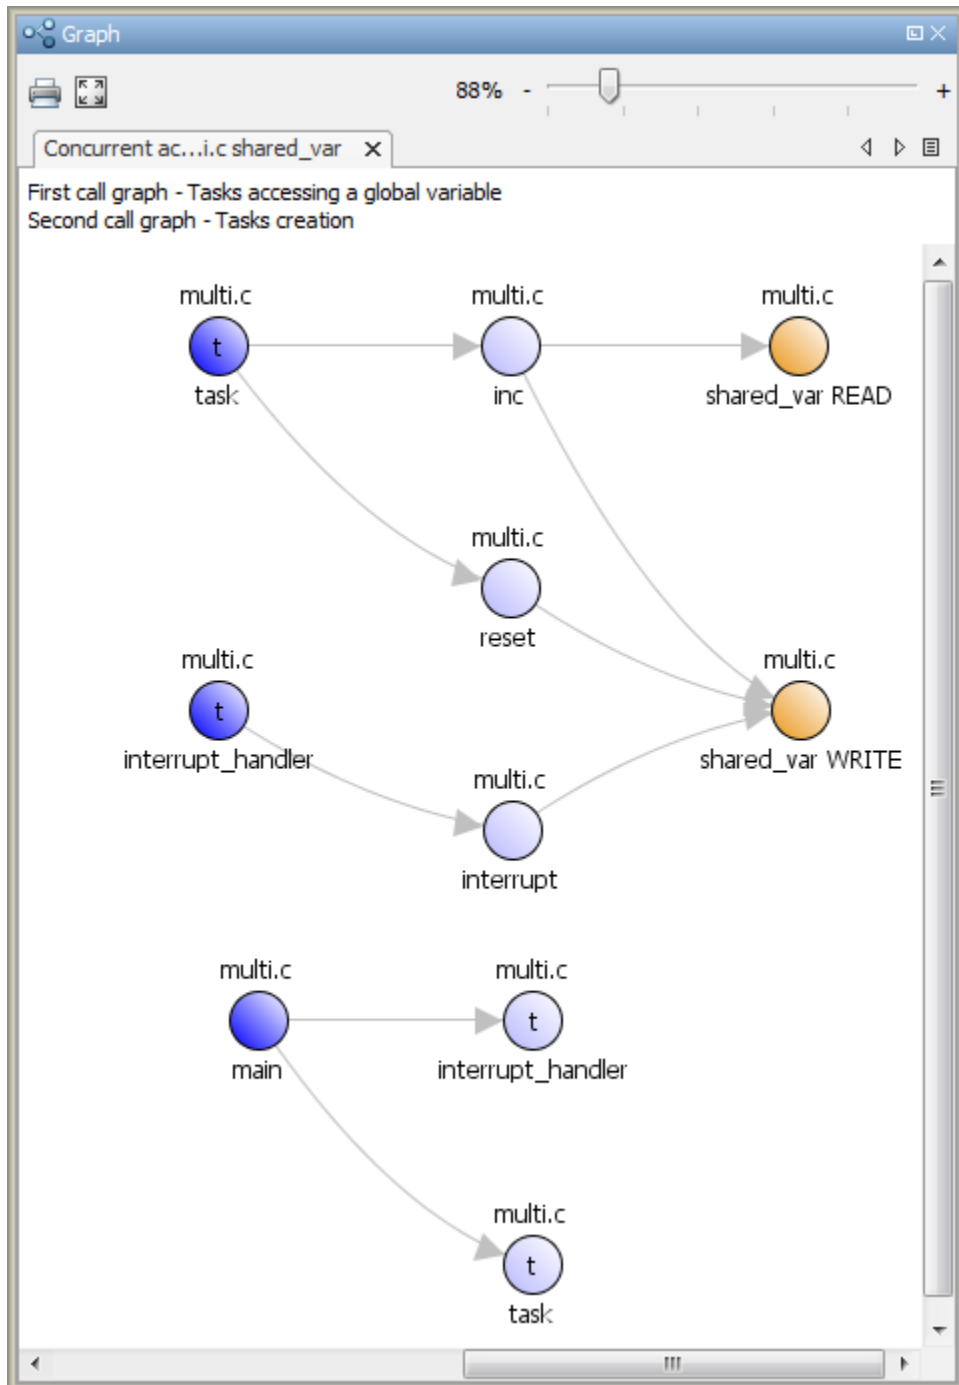 Graph
88% - +
Concurrent ac...i.c shared_var
First call graph - Tasks accessing a global variable
Second call graph - Tasks creation
multi.c multi.c multi.c
t
task inc shared_var READ
multi.c
reset
multi.c multi.c
t
interrupt_handler shared_var WRITE
multi.c
interrupt
multi.c multi.c
t
main interrupt_handler
multi.c
t
task